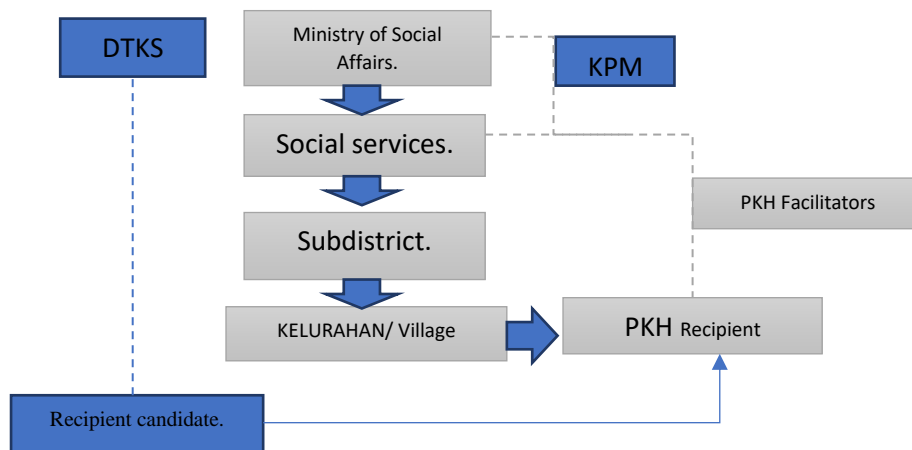 DTKS
Ministry of Social
Affairs.
KPM
Social services.
PKH Facilitators
Subdistrict.
KELURAHAN/ Village
PKH Recipient
Recipient candidate.